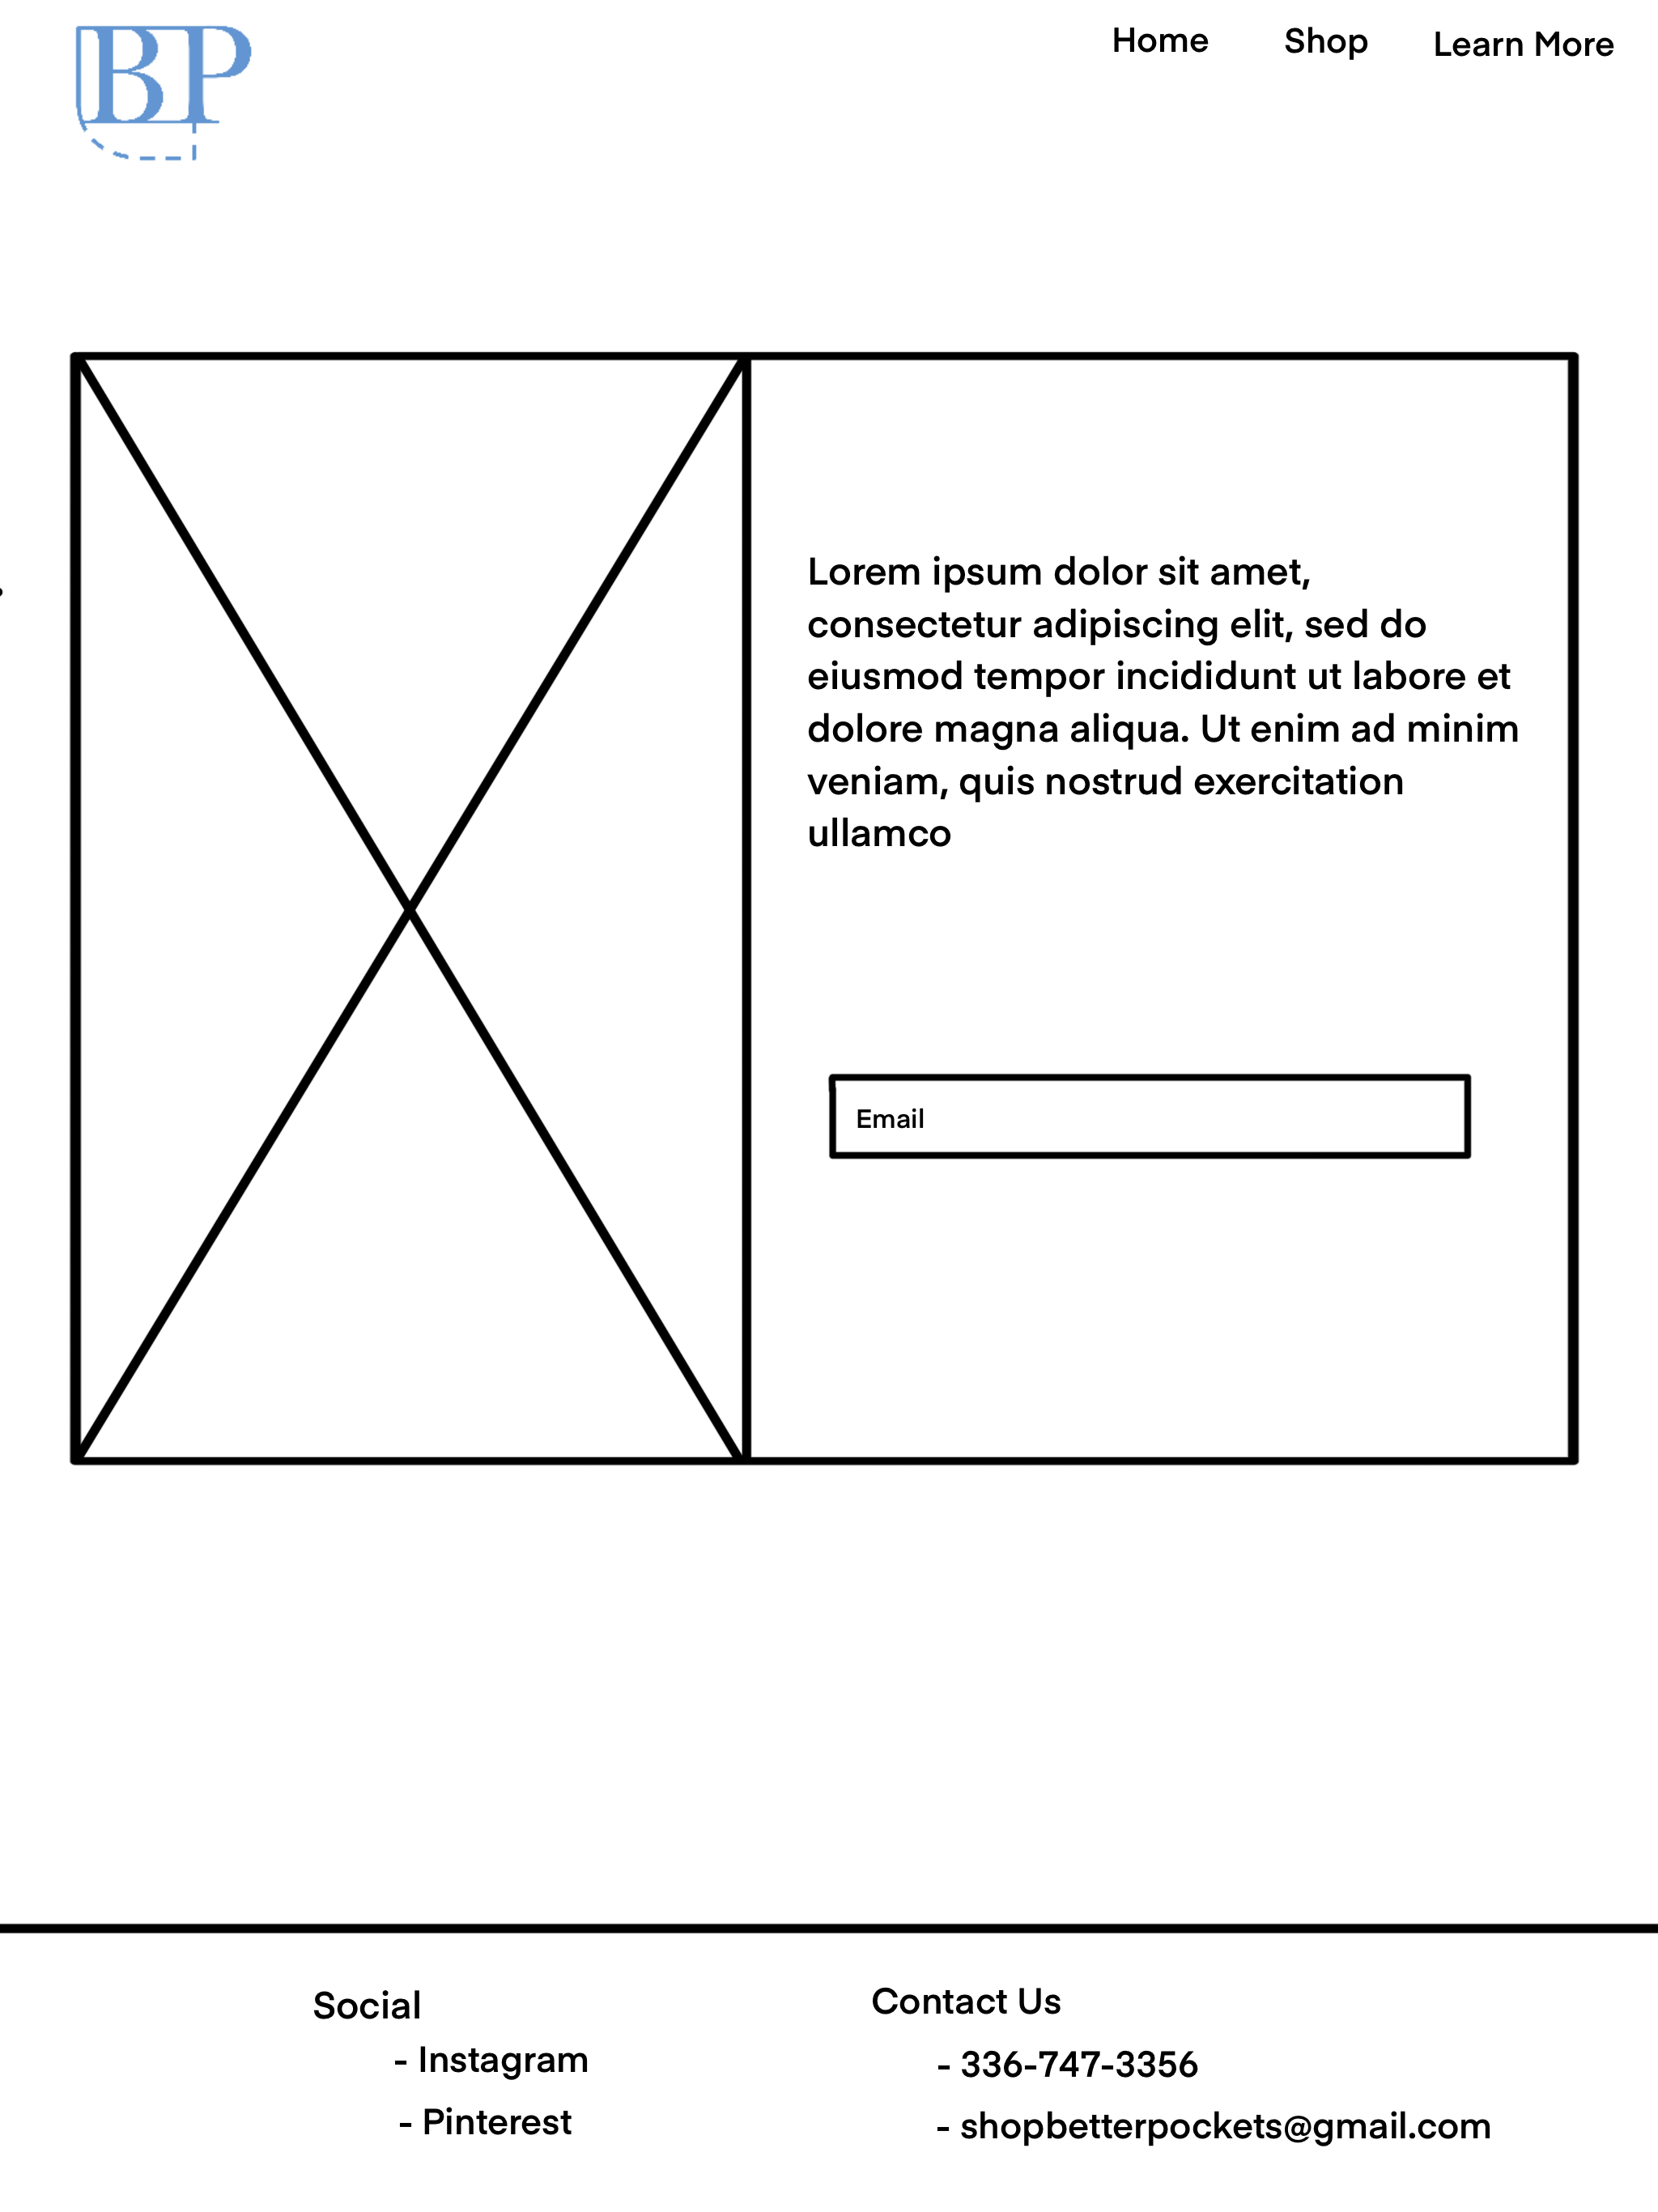 BP
Home Shop Learn More
Lorem ipsum dolor sit amet,
consectetur adipiscing elit, sed do
eiusmod tempor incididunt ut labore et
dolore magna aliqua. Ut enim ad minim
veniam, quis nostrud exercitation
ullamco
Email
Social
- Instagram
- Pinterest
Contact Us
- 336-747-3356
- shopbetterpockets@gmail.com